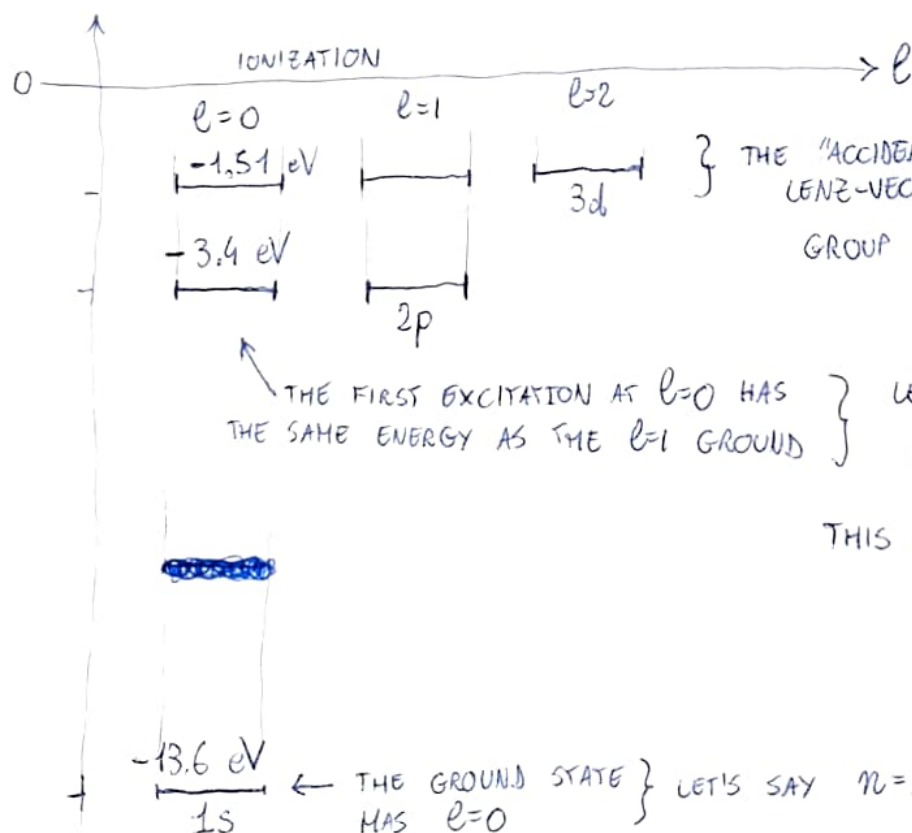 IONIZATION
0
l
l=0
l=1
l=2
-1,51 eV
3d
} THE "ACCIDE
LENZ-VEC
GROUP
-3.4 eV
2p
THE FIRST EXCITATION AT l=0 HAS
THE SAME ENERGY AS THE l=1 GROUND }
THIS
-13.6 eV
1s
← THE GROUND STATE
HAS l=0
} LET'S SAY n=